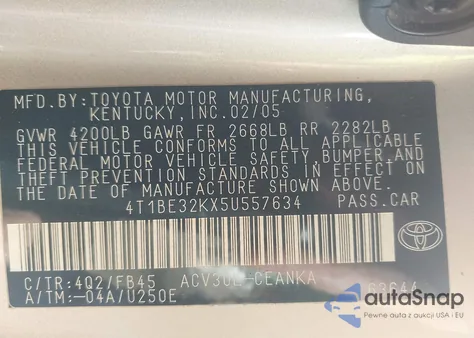 MFD.BY: TOYOTA MOTOR MANUFACTURING,
KENTUCKY, INC. 02/05
GVWR 4200LB GAWR FR 2668LB RR 2282LB
THIS VEHICLE CONFORMS TO ALL APPLICABLE
FEDERAL MOTOR VEHICLE SAFETY, BUMPER, AND
THEFT PREVENTION STANDARDS IN EFFECT ON
THE DATE OF MANUFACTURE SHOWN ABOVE.
4T1BE32KX5U557634 PASS.CAR
TOYOTA
C/TR: 4Q2/FB45 CEANKA
A/TM:-04A/U250E
autoSnap
Pewne auta z aukcji USA i EU